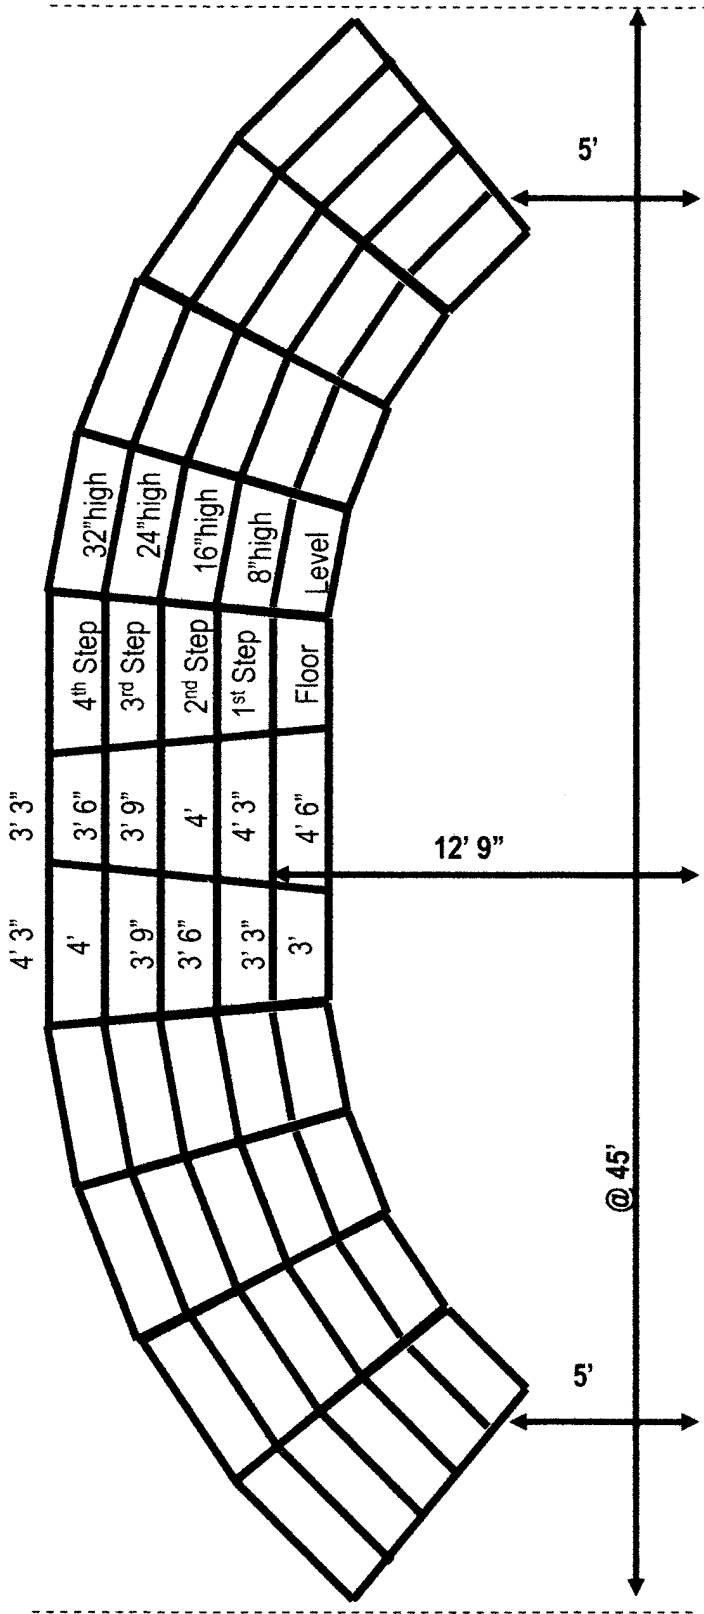 5'
32”high
24”high
16”high
8”high
Level
4th Step
3rd Step
2nd Step
1st Step
Floor
3’ 3”
3’ 6”
3’ 9”
4’
4’ 3”
4’ 6”
12’ 9”
4’ 3”
4’
3’ 9”
3’ 6”
3’ 3”
3’
@ 45’
5’